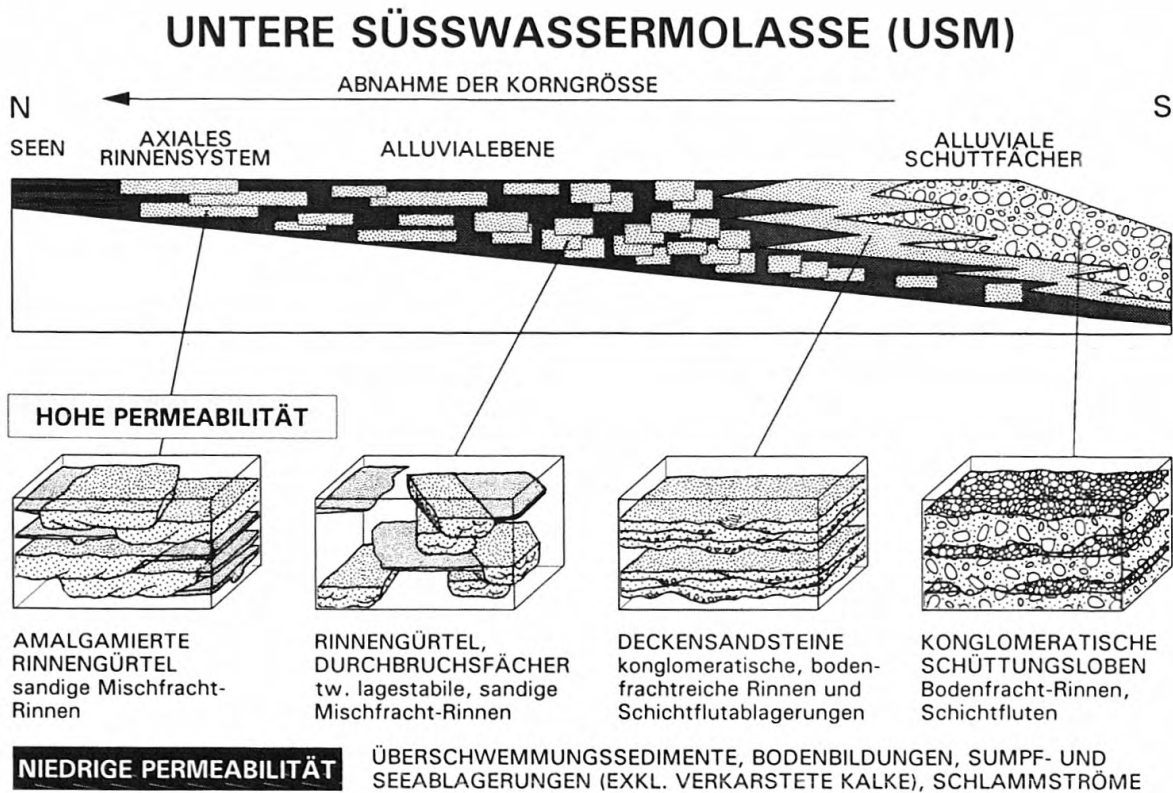 UNTERE SÜSSWASSERMOLASSE (USM)
ABNAHME DER KORNGRÖSSE
N
S
SEEN
AXIALES
RINNENSYSTEM
ALLUVIALEBENE
ALLUVIALE
SCHUTTFÄCHER
HOHE PERMEABILITÄT
AMALGAMIERTE
RINNENGÜRTEL
sandige Mischfracht-
Rinnen
RINNENGÜRTEL,
DURCHBRUCHSFÄCHER
tw. lagestabile, sandige
Mischfracht-Rinnen
DECKENSANDSTEINE
konglomeratische, boden-
frachtreiche Rinnen und
Schichtflutablagerungen
KONGLOMERATISCHE
SCHÜTTUNGSLOBEN
Bodenfracht-Rinnen,
Schichtfluten
NIEDRIGE PERMEABILITÄT
ÜBERSCHWEMMUNGSSEDIMENTE, BODENBILDUNGEN, SUMPF- UND
SEEABLAGERUNGEN (EXKL. VERKARSTETE KALKE), SCHLAMMSTRÖME